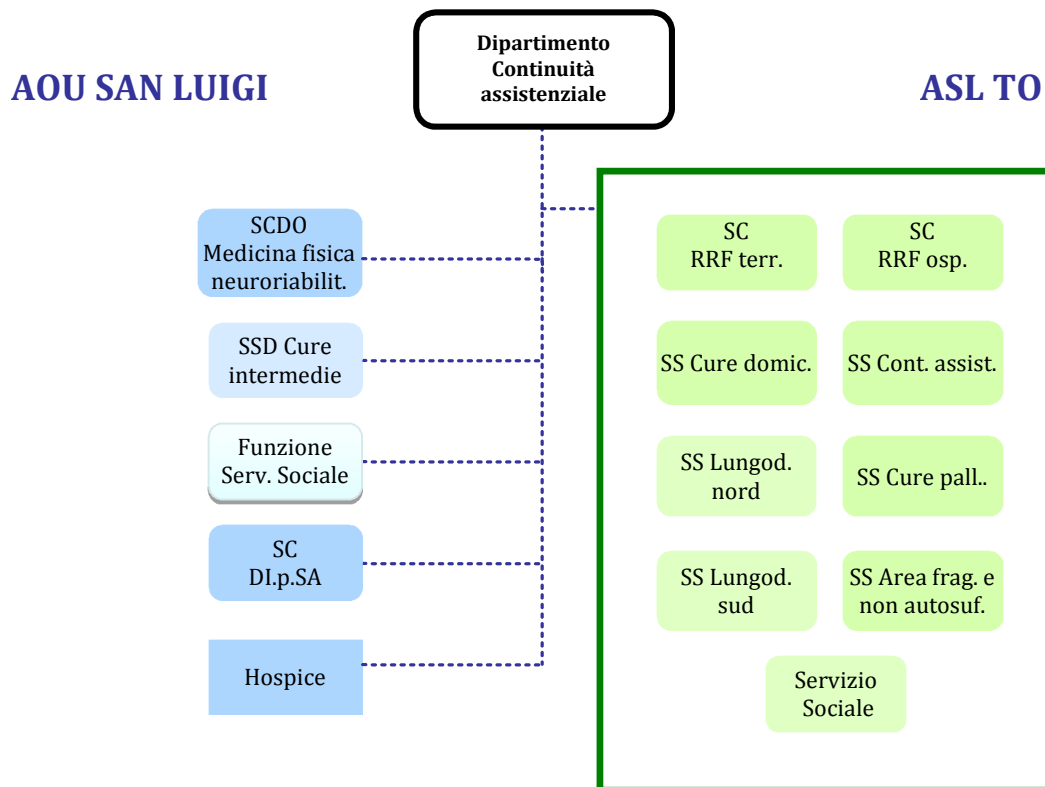 Dipartimento
Continuità
assistenziale
AOU SAN LUIGI
ASL TO
SCDO
Medicina fisica
neuroriabilit.
SSD Cure
intermedie
Funzione
Serv. Sociale
SC
DI.p.SA
Hospice
SC
RRF terr.
SC
RRF osp.
SS Cure domic.
SS Cont. assist.
SS Lungod.
nord
SS Cure pall..
SS Lungod.
sud
SS Area frag. e
non autosuf.
Servizio
Sociale